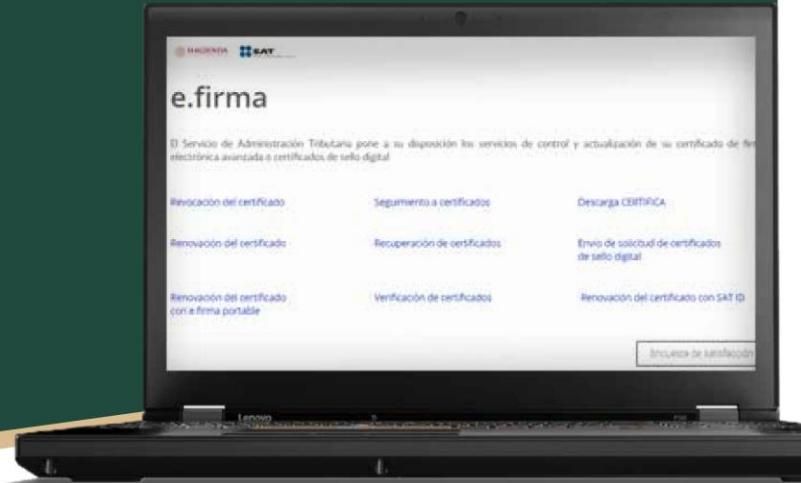 HACIENDA SAT
e.firma
El Servicio de Administración Tributaria pone a su disposición los servicios de control y actualización de su certificado de fir
electrónica avanzada o certificados de sello digital
Revocación del certificado Seguimiento a certificados Descarga CERTIFICA
Renovación del certificado Recuperación de certificados Envío de solicitud de certificados
de sello digital
Renovación del certificado Verificación de certificados Renovación del certificado con SAT ID
con e.firma portable
Encuesta de satisfacción
Lenovo